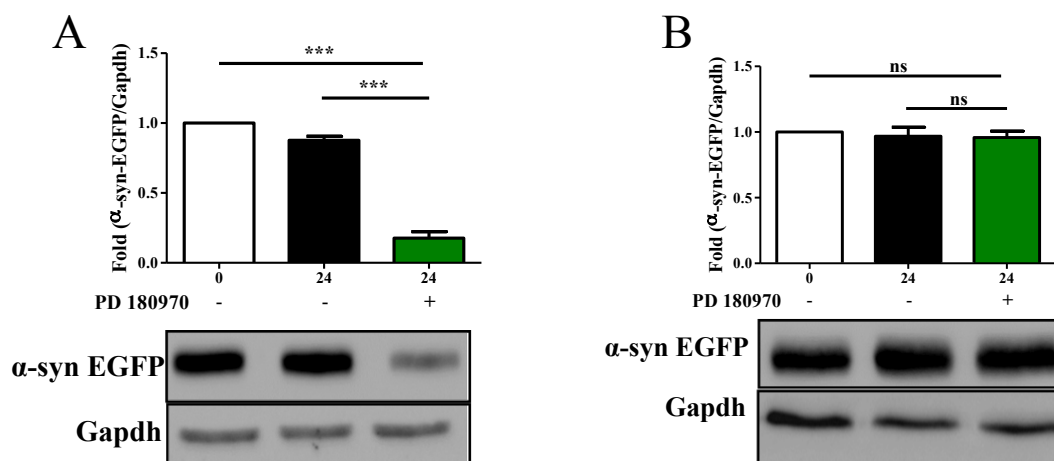 A
Fold (α-syn-EGFP/Gapdh)
1.5
1.0
0.5
0.0
***
***
0 24 24
PD 180970 - - +
α-syn EGFP
Gapdh
B
Fold (α-syn-EGFP/Gapdh)
1.5
1.0
0.5
0.0
ns
ns
0 24 24
PD 180970 - - +
α-syn EGFP
Gapdh